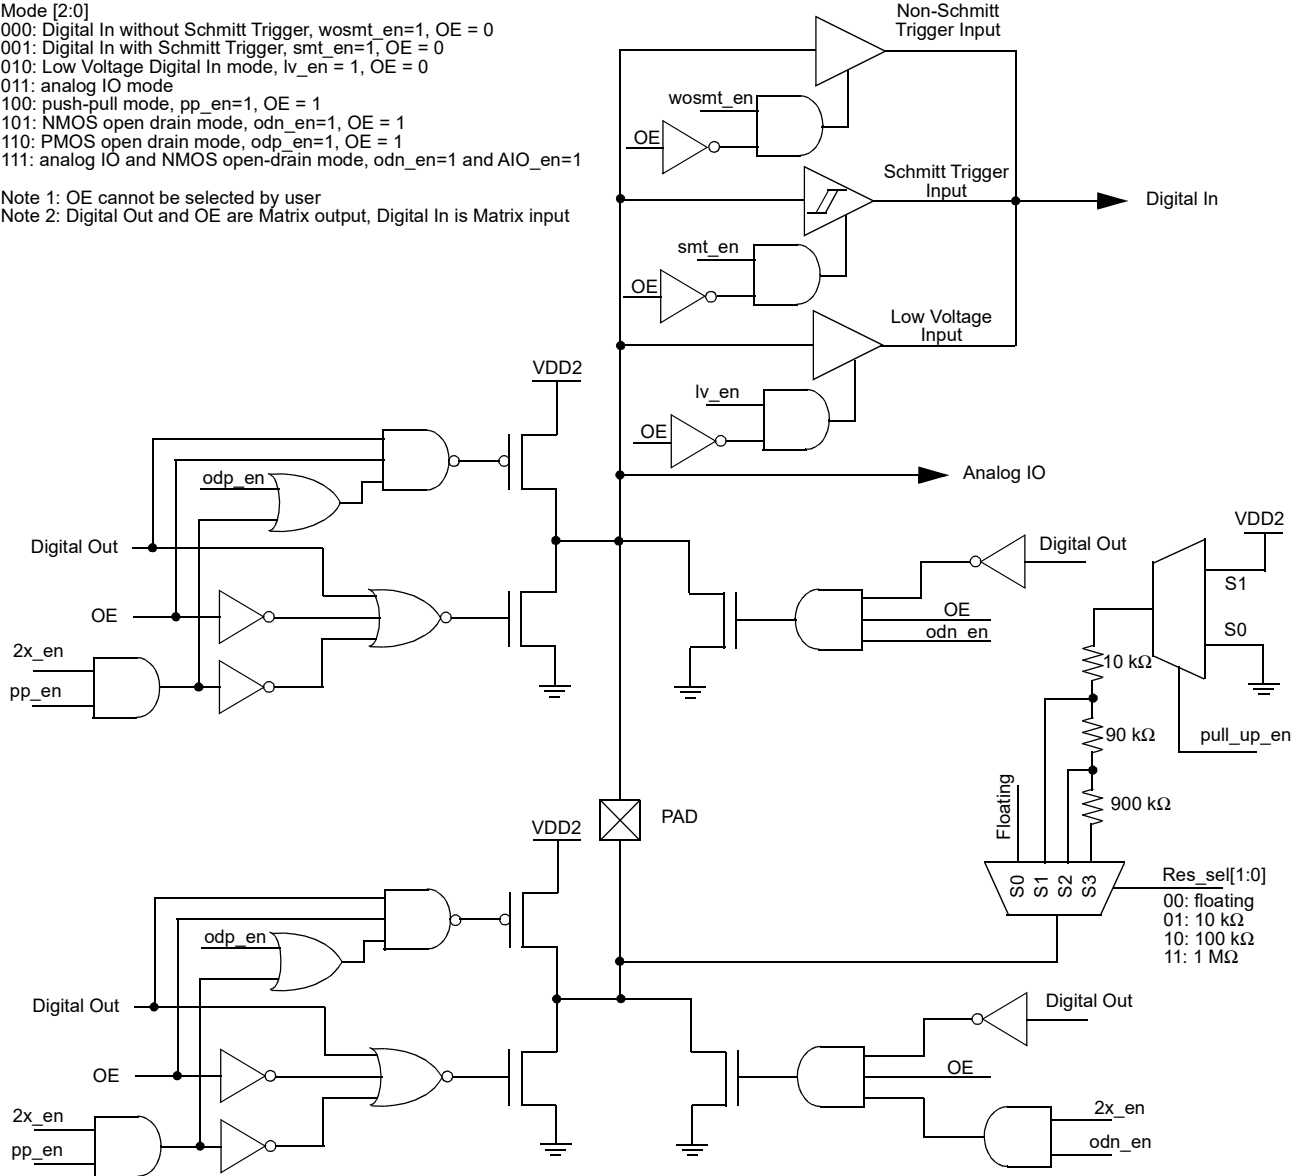 Mode [2:0]
000: Digital In without Schmitt Trigger, wosmt_en=1, OE = 0
001: Digital In with Schmitt Trigger, smt_en=1, OE = 0
010: Low Voltage Digital In mode, lv_en = 1, OE = 0
011: analog IO mode
100: push-pull mode, pp_en=1, OE = 1
101: NMOS open drain mode, odn_en=1, OE = 1
110: PMOS open drain mode, odp_en=1, OE = 1
111: analog IO and NMOS open-drain mode, odn_en=1 and AIO_en=1
Note 1: OE cannot be selected by user
Note 2: Digital Out and OE are Matrix output, Digital In is Matrix input
Non-Schmitt
Trigger Input
wosmt_en
OE
Schmitt Trigger
Input
Digital In
smt_en
OE
Low Voltage
Input
lv_en
OE
Analog IO
VDD2
odp_en
Digital Out
OE
2x_en
pp_en
Digital Out
OE
odn_en
VDD2
S1
S0
10 kΩ
pull_up_en
90 kΩ
900 kΩ
Floating
S0
S1
S2
S3
Res_sel[1:0]
00: floating
01: 10 kΩ
10: 100 kΩ
11: 1 MΩ
PAD
VDD2
odp_en
Digital Out
OE
2x_en
pp_en
Digital Out
OE
2x_en
odn_en